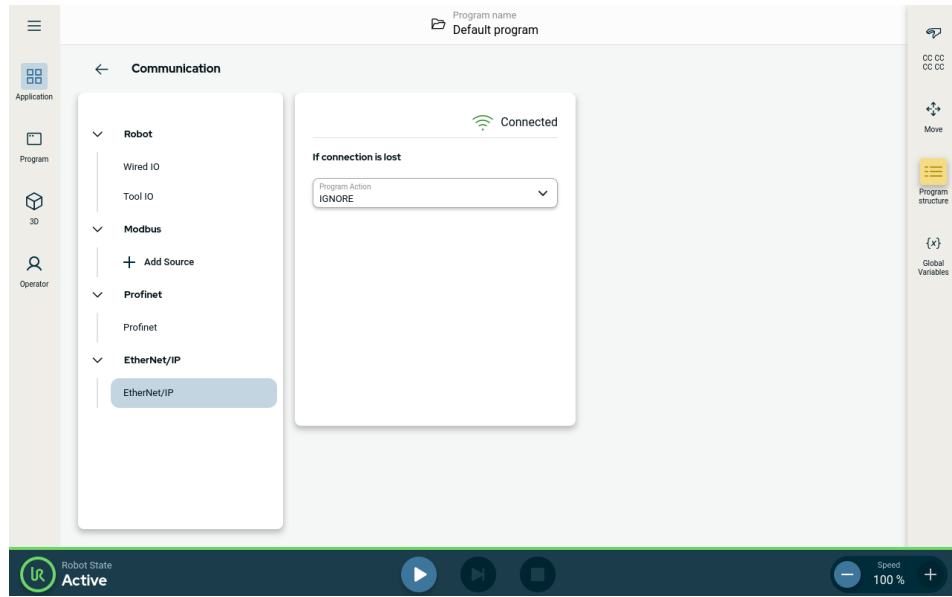 Program name
Default program
Application
Program
3D
Operator
Communication
Robot
Wired IO
Tool IO
Modbus
Add Source
Profinet
Profinet
EtherNet/IP
EtherNet/IP
Connected
If connection is lost
Program Action
IGNORE
CC CC
CC CC
Move
Program
structure
{x}
Global
Variables
Robot State
Active
Speed
100 %